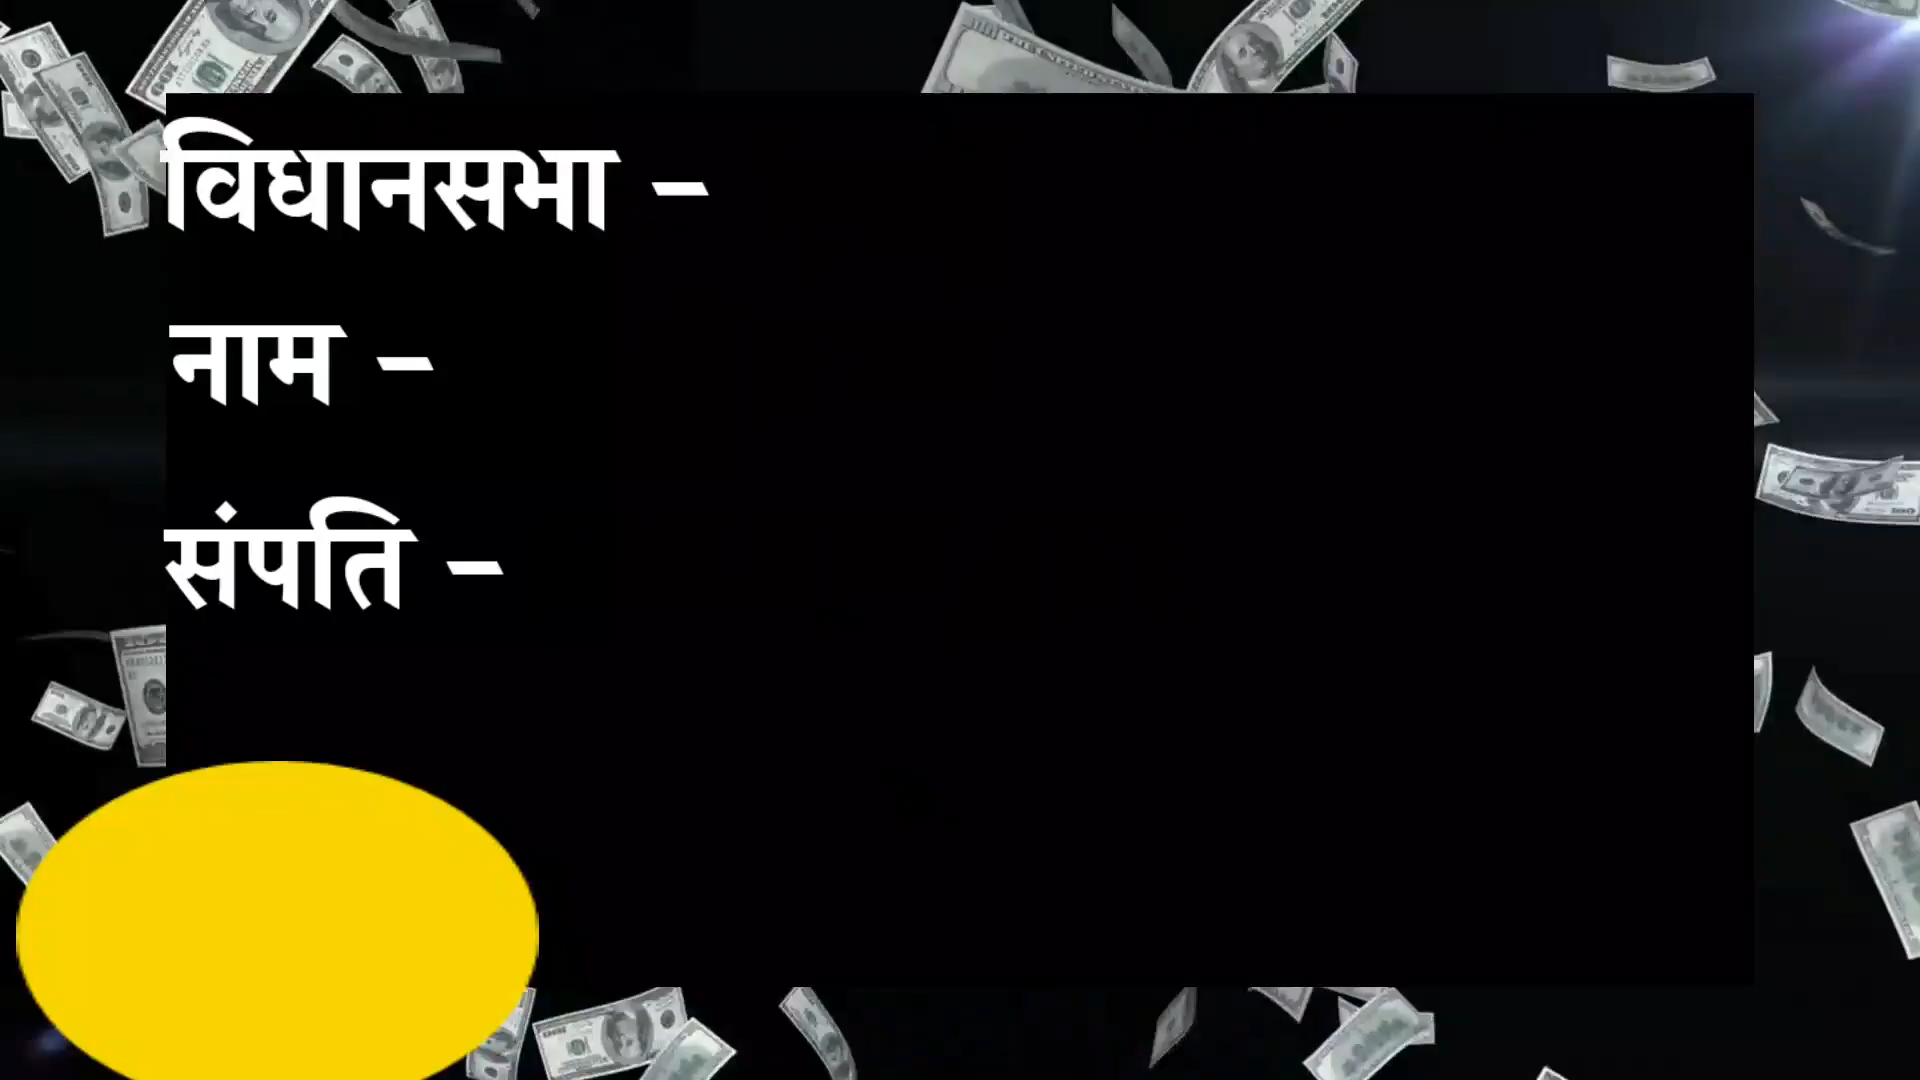 विधानसभा –
नाम –
संपति –